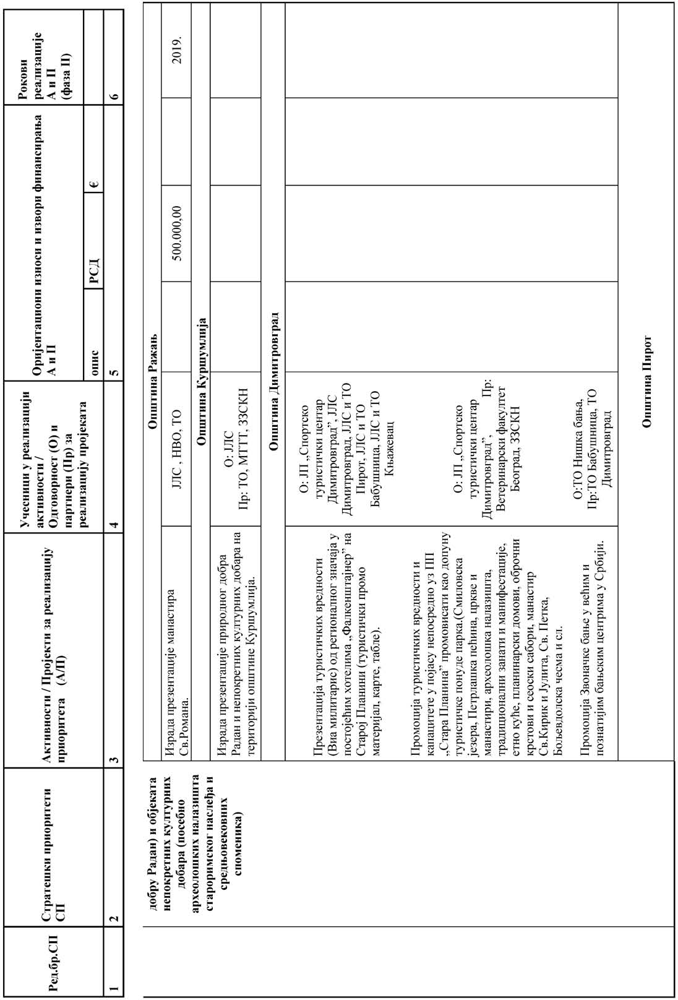 Ред.бр.СП
Стратешки приоритети
СП
Активности / Пројекти за реализацију
приоритета (А/П)
Учесници у реализацији
активности /
Одговорност (О) и
партнери (Пр) за
реализацију пројеката
Оријентациони износи и извори финансирања
А и П
Рокови
реализације
А и П
(фаза II)
опис
РСД
€
1
2
3
4
5
6
добру Радан) и објеката
непокретних културних
добара (посебно
археолошких налазишта
староримског наслеђа и
средњовековних
споменика)
Општина Ражањ
Израда презентације манастира
Св.Романа.
ЈЛС , НВО, ТО
500.000,00
2019.
Општина Куршумлија
Израда презентације природног добра
Радан и непокретних културних добара на
територији општине Куршумлија.
О: ЈЛС
Пр: ТО, МТТТ, ЗЗСКН
Општина Димитровград
Презентација туристичких вредности
(Виа милитарис) од регионалног значаја у
постојећим хотелима „Фалкенштајнер” на
Старој Планини (туристички промо
материјал, карте, табле).
О: ЈП „Спортско
туристички центар
Димитровград”, ЈЛС
Димитровград, ЈЛС и ТО
Пирот, ЈЛС и ТО
Бабушница, ЈЛС и ТО
Књажевац
Промоција туристичких вредности и
капацитете у појасу непосредно уз ПП
„Стара Планина” промовисати као допуну
туристичке понуде парка.(Смиловска
језера, Петрлашка пећина, цркве и
манастири, археолошка налазишта,
традиционални занати и манифестације,
етно куће, планинарски домови, оброчни
крстови и сеоски сабори, манастир
Св.Кирик и Јулита, Св. Петка,
Бољевдолска чесма и сл.
О: ЈП „Спортско
туристички центар
Димитровград”, Пр:
Ветеринарски факултет
Београд, ЗЗСКН
Промоција Звоначке бање у већим и
познатијим бањским центрима у Србији.
О:ТО Нишка бања,
Пр:ТО Бабушница, ТО
Димитровград
Општина Пирот